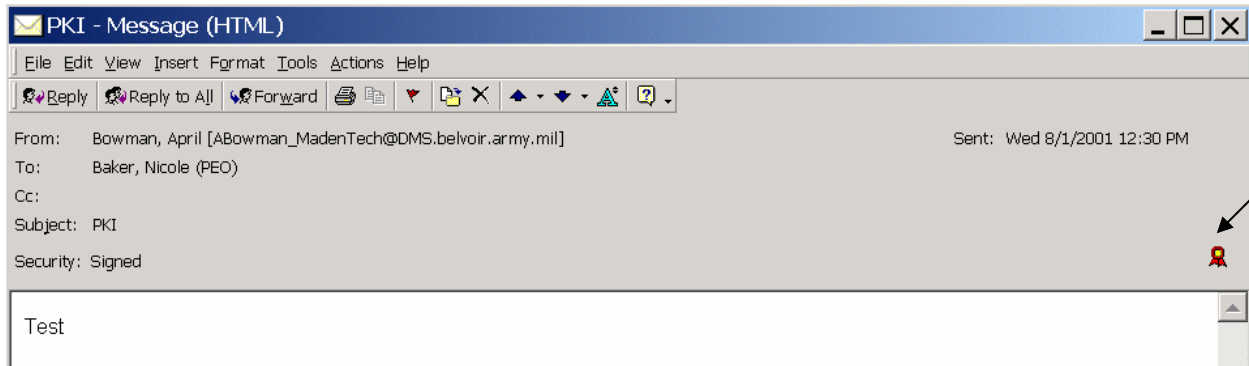 PKI - Message (HTML)
File Edit View Insert Format Tools Actions Help
Reply Reply to All Forward
From: Bowman, April [ABowman_MadenTech@DMS.belvoir.army.mil] Sent: Wed 8/1/2001 12:30 PM
To: Baker, Nicole (PEO)
Cc:
Subject: PKI
Security: Signed
Test